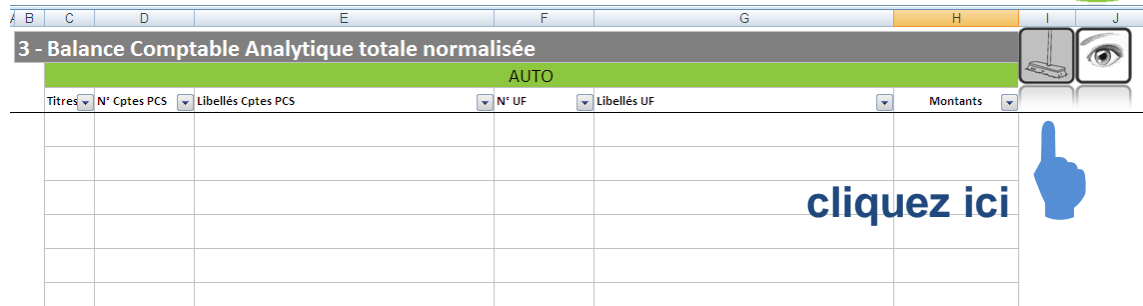 B C D E F G H I J
3 - Balance Comptable Analytique totale normalisée
AUTO
Titres N° Cptes PCS Libellés Cptes PCS N° UF Libellés UF Montants
cliquez ici